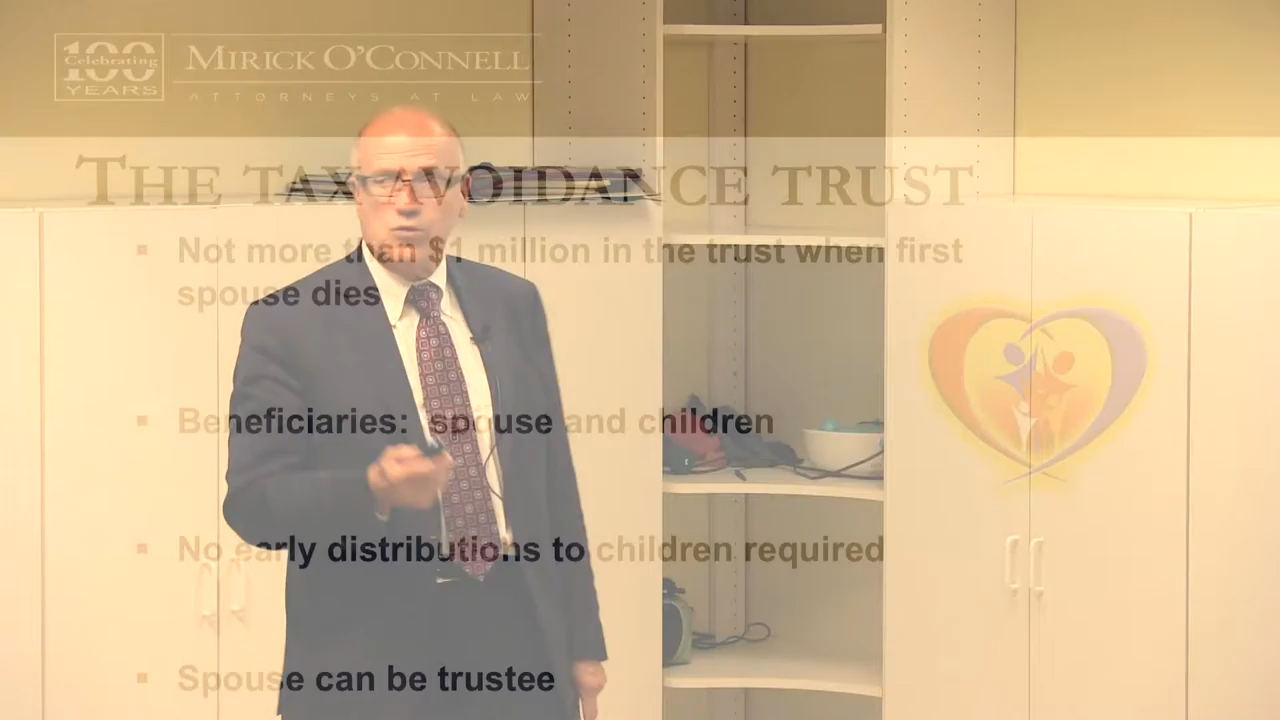 Celebrating
100
YEARS
MIRICK O'CONNELL
ATTORNEYS AT LAW
THE TAX AVOIDANCE TRUST
▪ Not more than $1 million in the trust when first
spouse dies
▪ Beneficiaries: spouse and children
▪ No early distributions to children required
▪ Spouse can be trustee